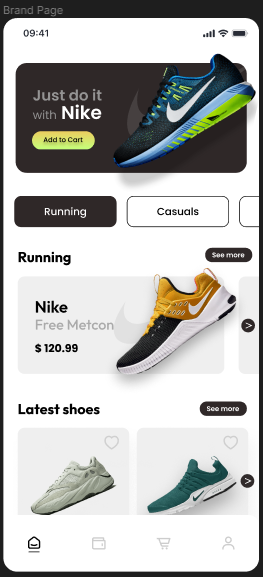 Brand Page
09:41
Just do it
with Nike
Add to Cart
Running
Casuals
Running
See more
Nike
Free Metcon
$ 120.99
Latest shoes
See more